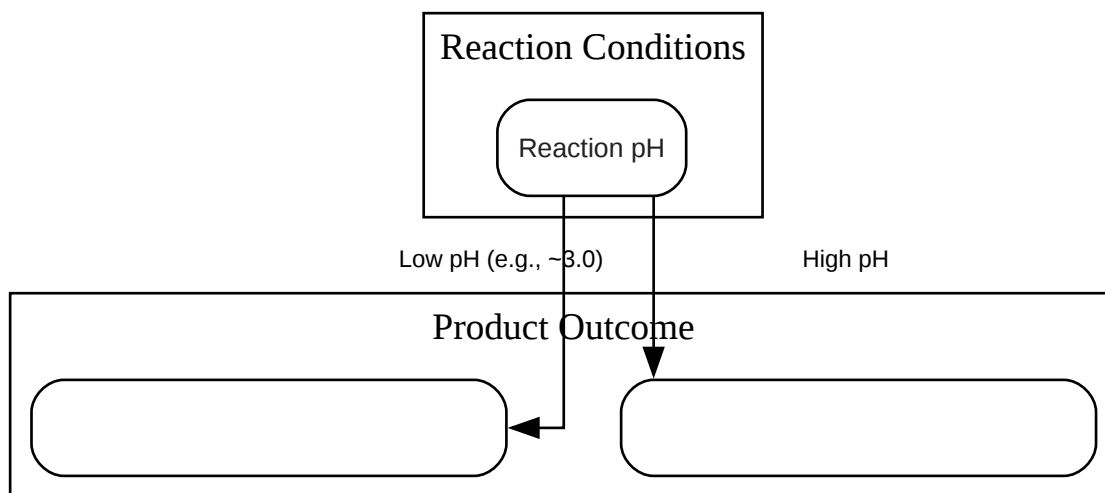 Reaction Conditions
Reaction pH
Low pH (e.g., ~3.0)
High pH
Product Outcome